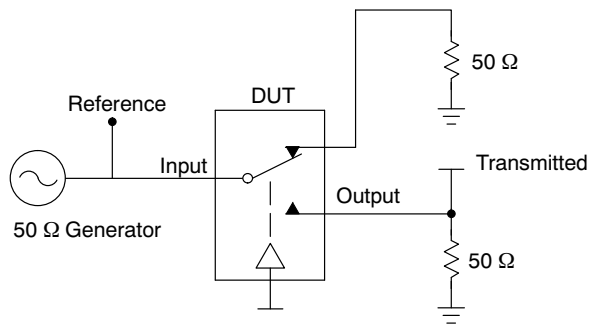 50 Ω
Reference
DUT
Input
Transmitted
Output
50 Ω Generator
50 Ω